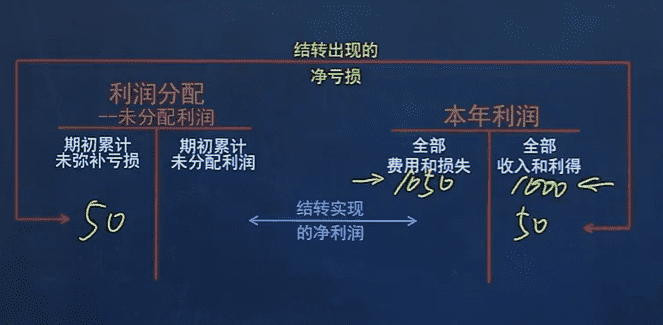 结转出现的
净亏损
利润分配
--未分配利润
本年利润
期初累计
未弥补亏损
期初累计
未分配利润
全部
费用和损失
全部
收入和利得
1050
1000
50
50
结转实现
的净利润